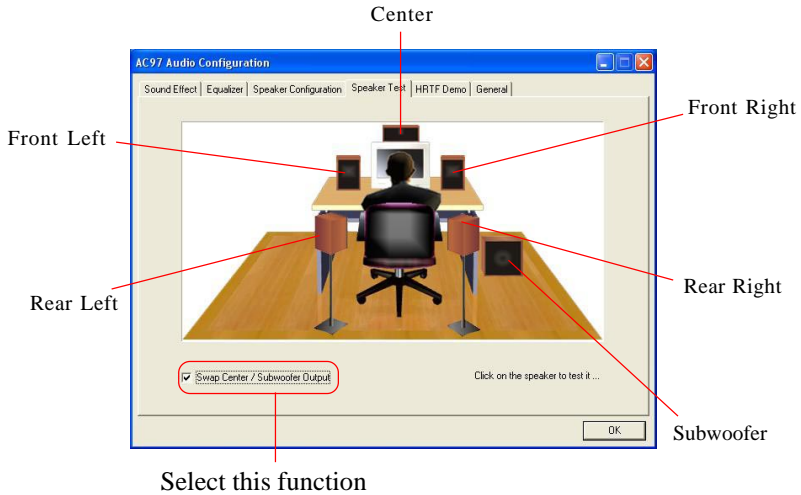 Center
AC97 Audio Configuration
Sound Effect Equalizer Speaker Configuration Speaker Test HRTF Demo General
Front Left
Front Right
Rear Left
Rear Right
Swap Center / Subwoofer Output
Click on the speaker to test it ...
OK
Subwoofer
Select this function